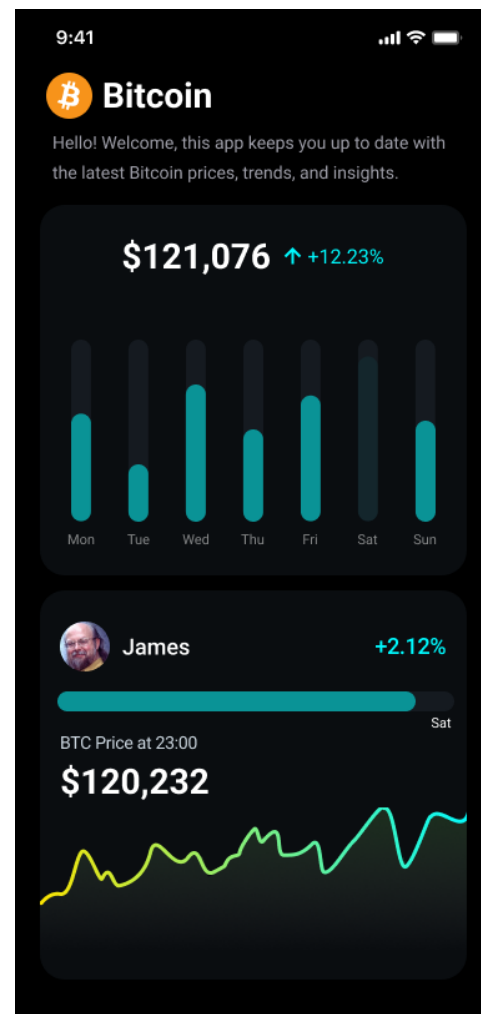 9:41
Bitcoin
Hello! Welcome, this app keeps you up to date with
the latest Bitcoin prices, trends, and insights.
$121,076 ↑ +12.23%
Mon Tue Wed Thu Fri Sat Sun
James +2.12%
Sat
BTC Price at 23:00
$120,232